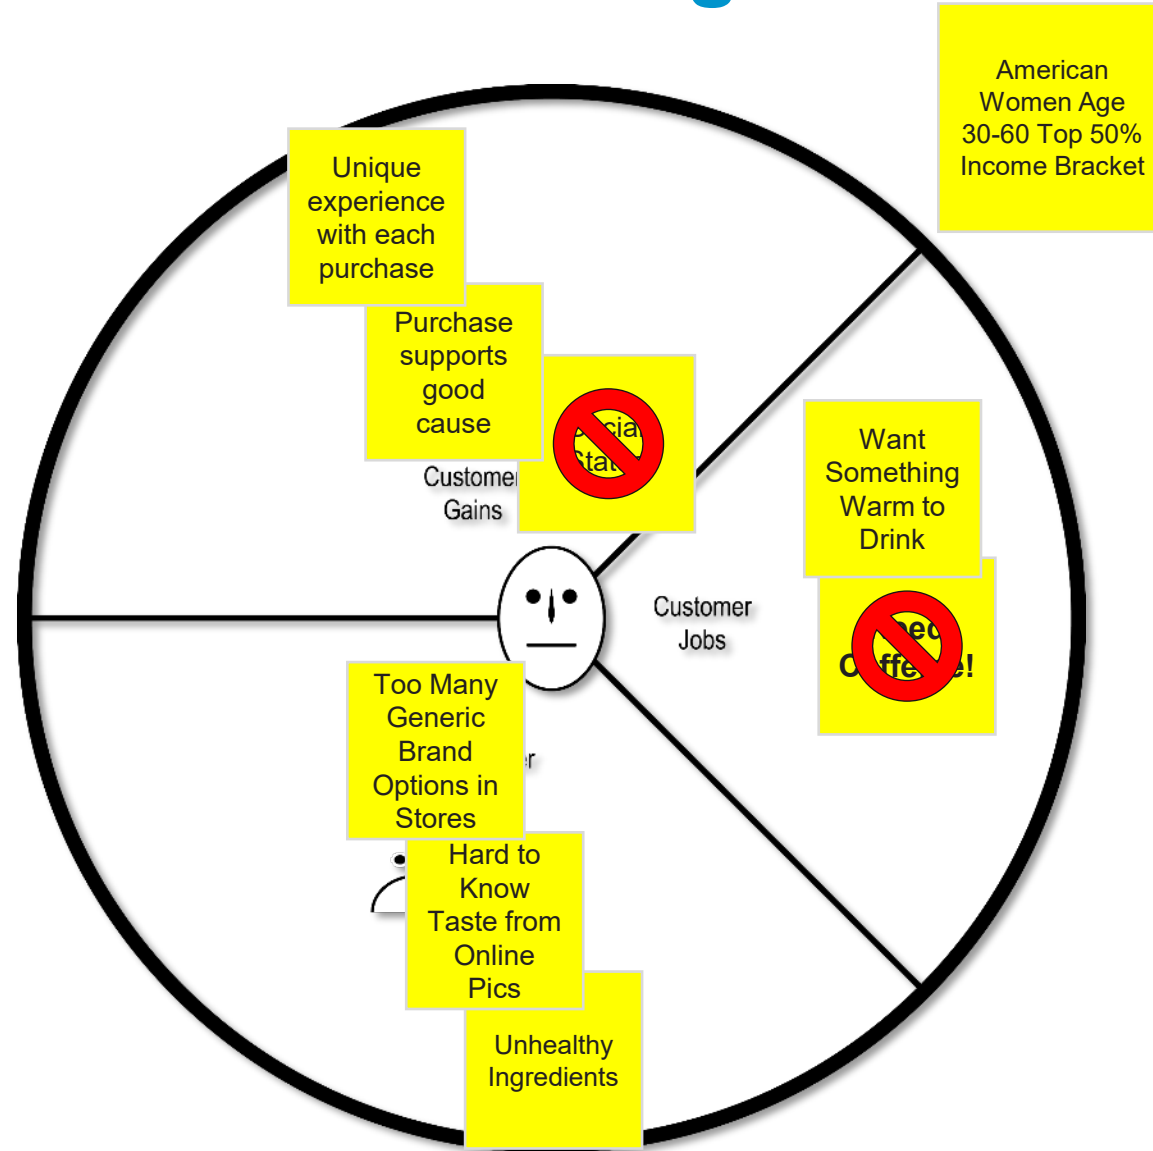 American
Women Age
30-60 Top 50%
Income Bracket
Unique
experience
with each
purchase
Purchase
supports
good
cause
Customer
Gains
Want
Something
Warm to
Drink
Customer
Jobs
Too Many
Generic
Brand
Options in
Stores
Hard to
Know
Taste from
Online
Pics
Unhealthy
Ingredients